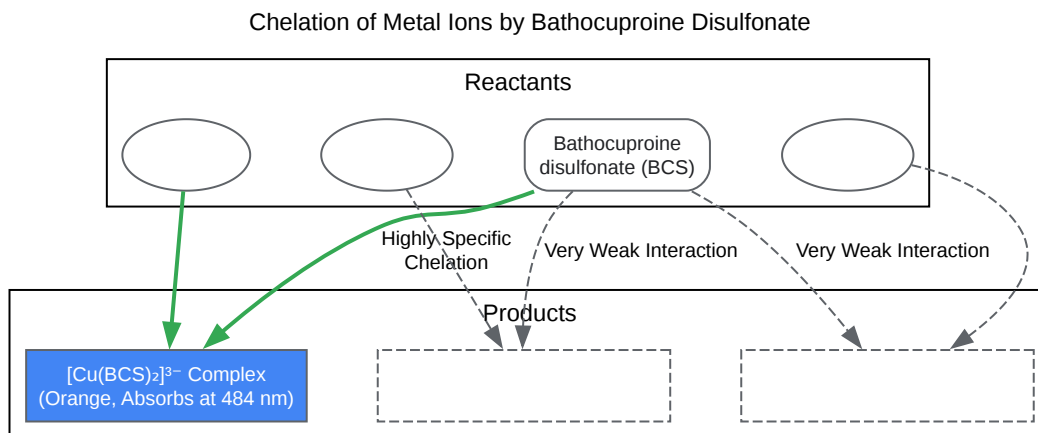 Chelation of Metal Ions by Bathocuproine Disulfonate
Reactants
Bathocuproine
disulfonate (BCS)
Highly Specific
Chelation
Very Weak Interaction
Very Weak Interaction
Products
[Cu(BCS)₂]³⁻ Complex
(Orange, Absorbs at 484 nm)